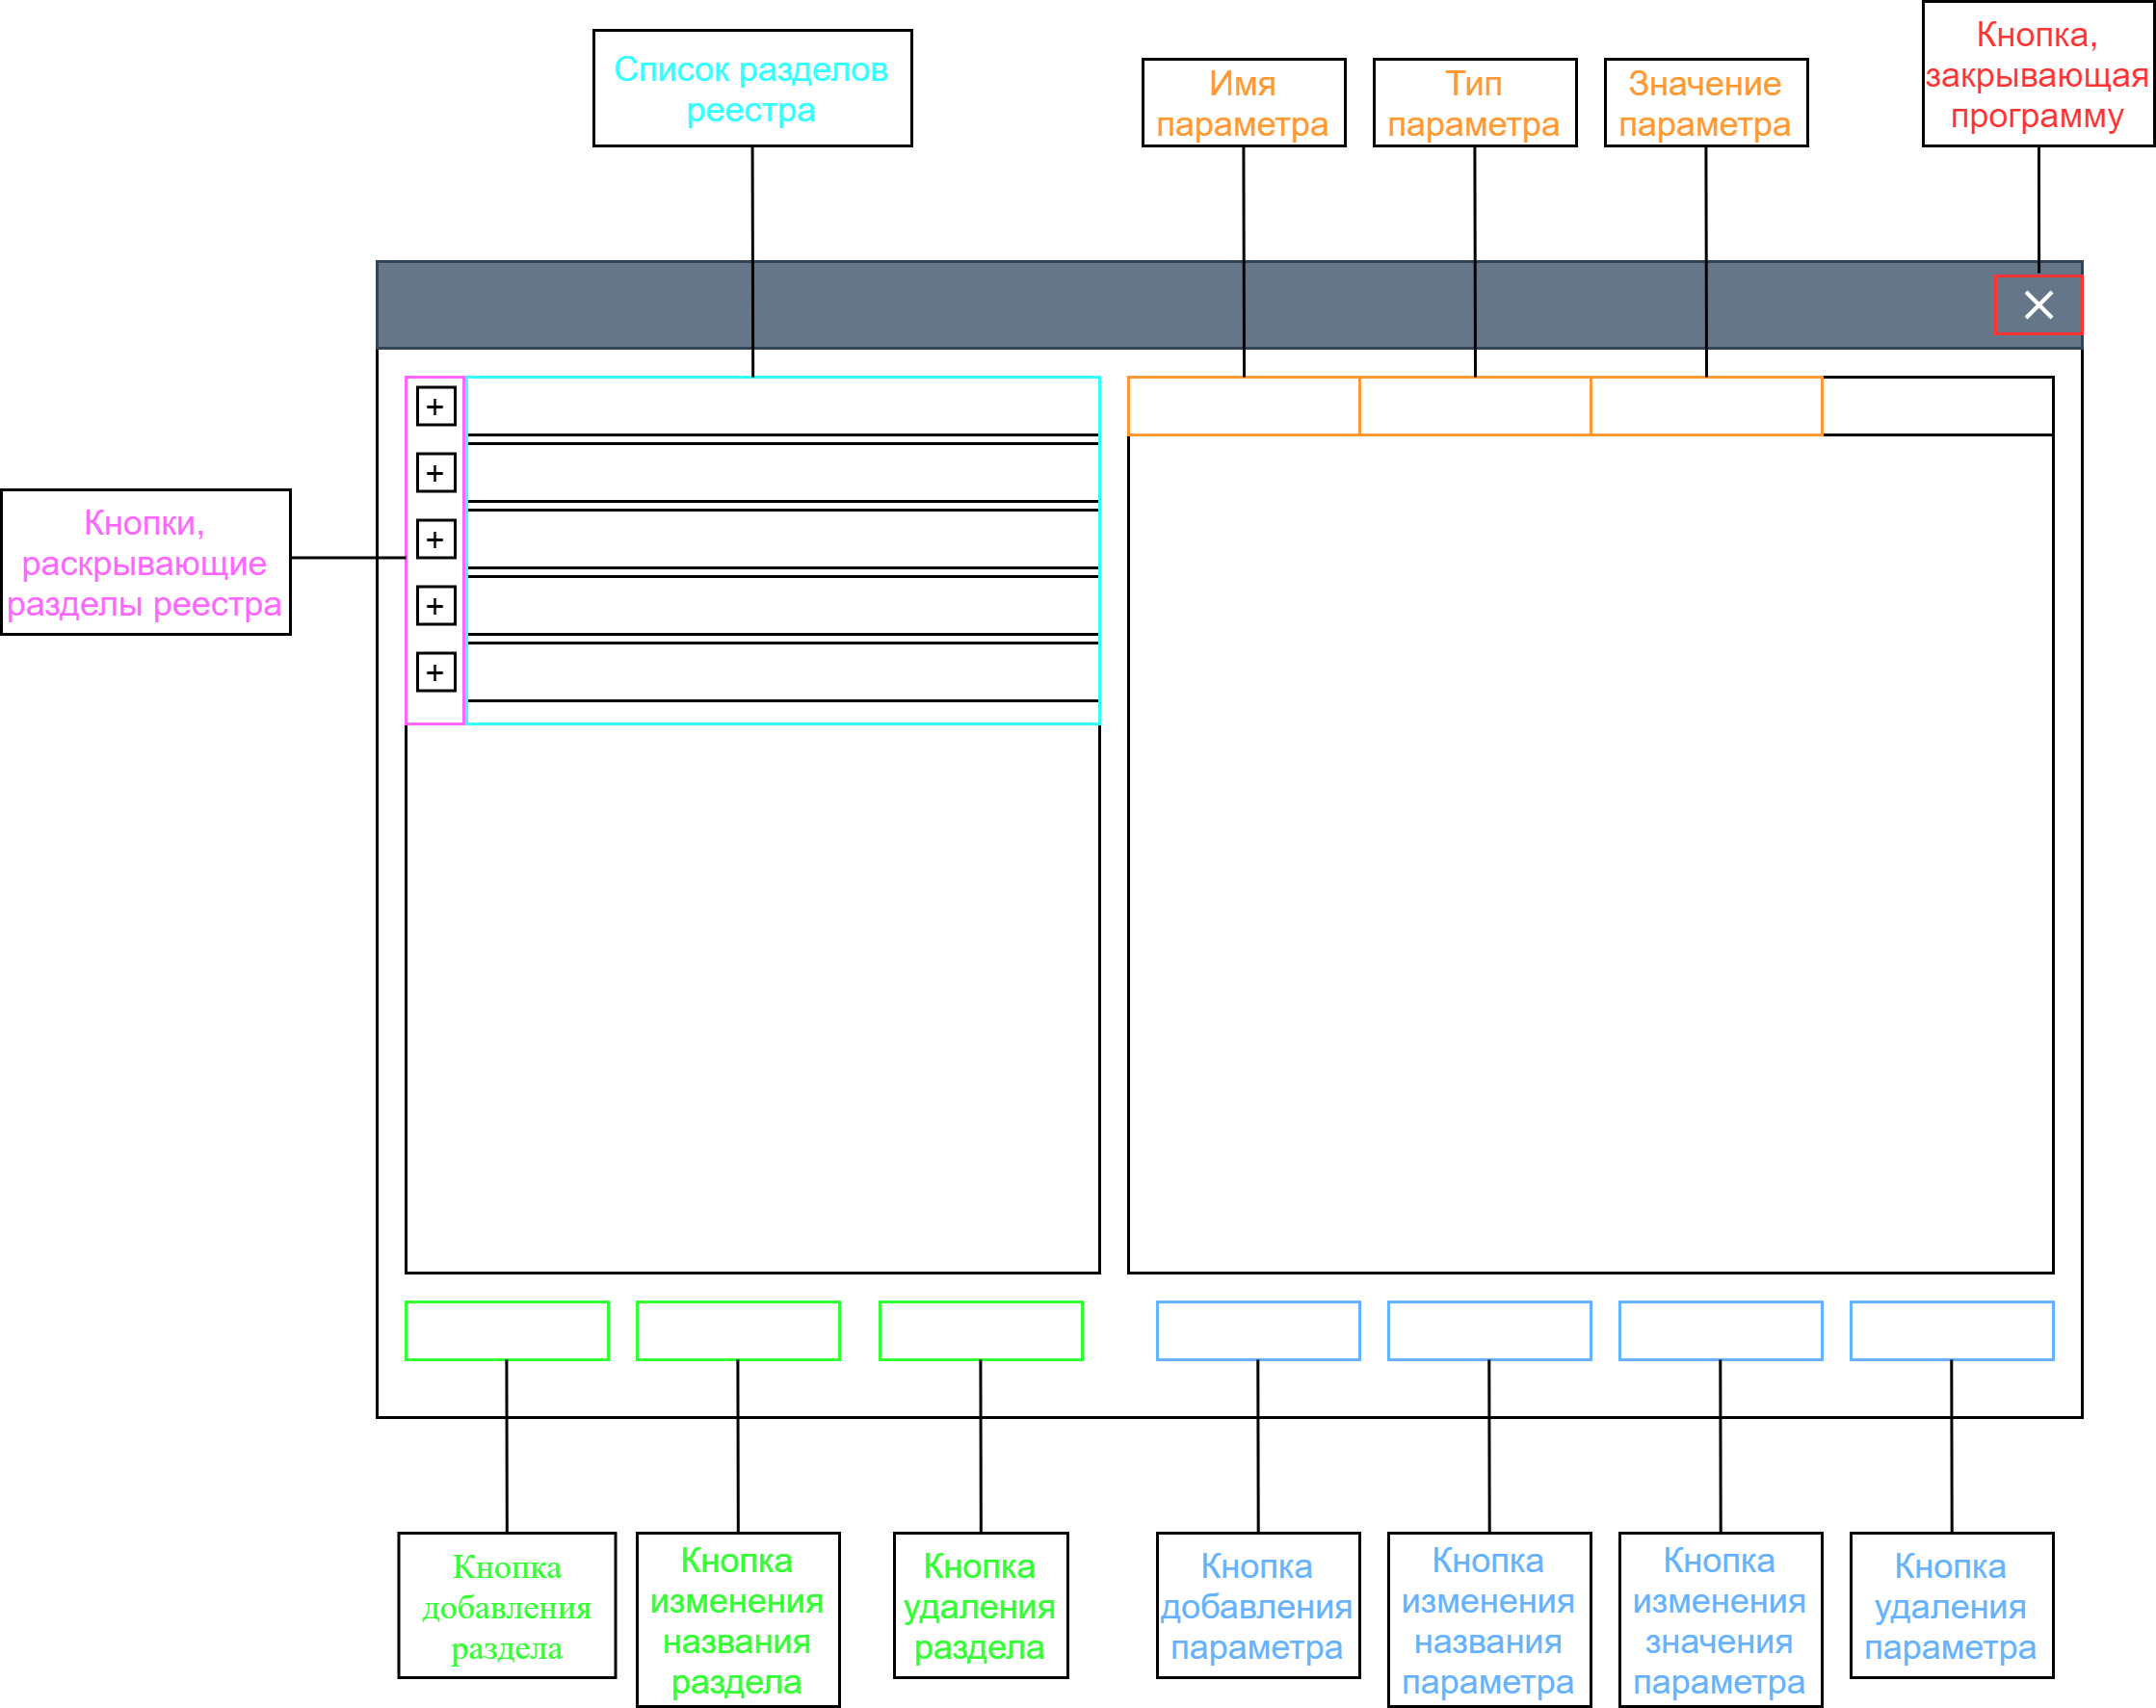 Список разделов
реестра
Имя
параметра
Тип
параметра
Значение
параметра
Кнопка,
закрывающая
программу
+
+
+
+
+
Кнопки,
раскрывающие
разделы реестра
Кнопка
добавления
раздела
Кнопка
изменения
названия
раздела
Кнопка
удаления
раздела
Кнопка
добавления
параметра
Кнопка
изменения
названия
параметра
Кнопка
изменения
значения
параметра
Кнопка
удаления
параметра